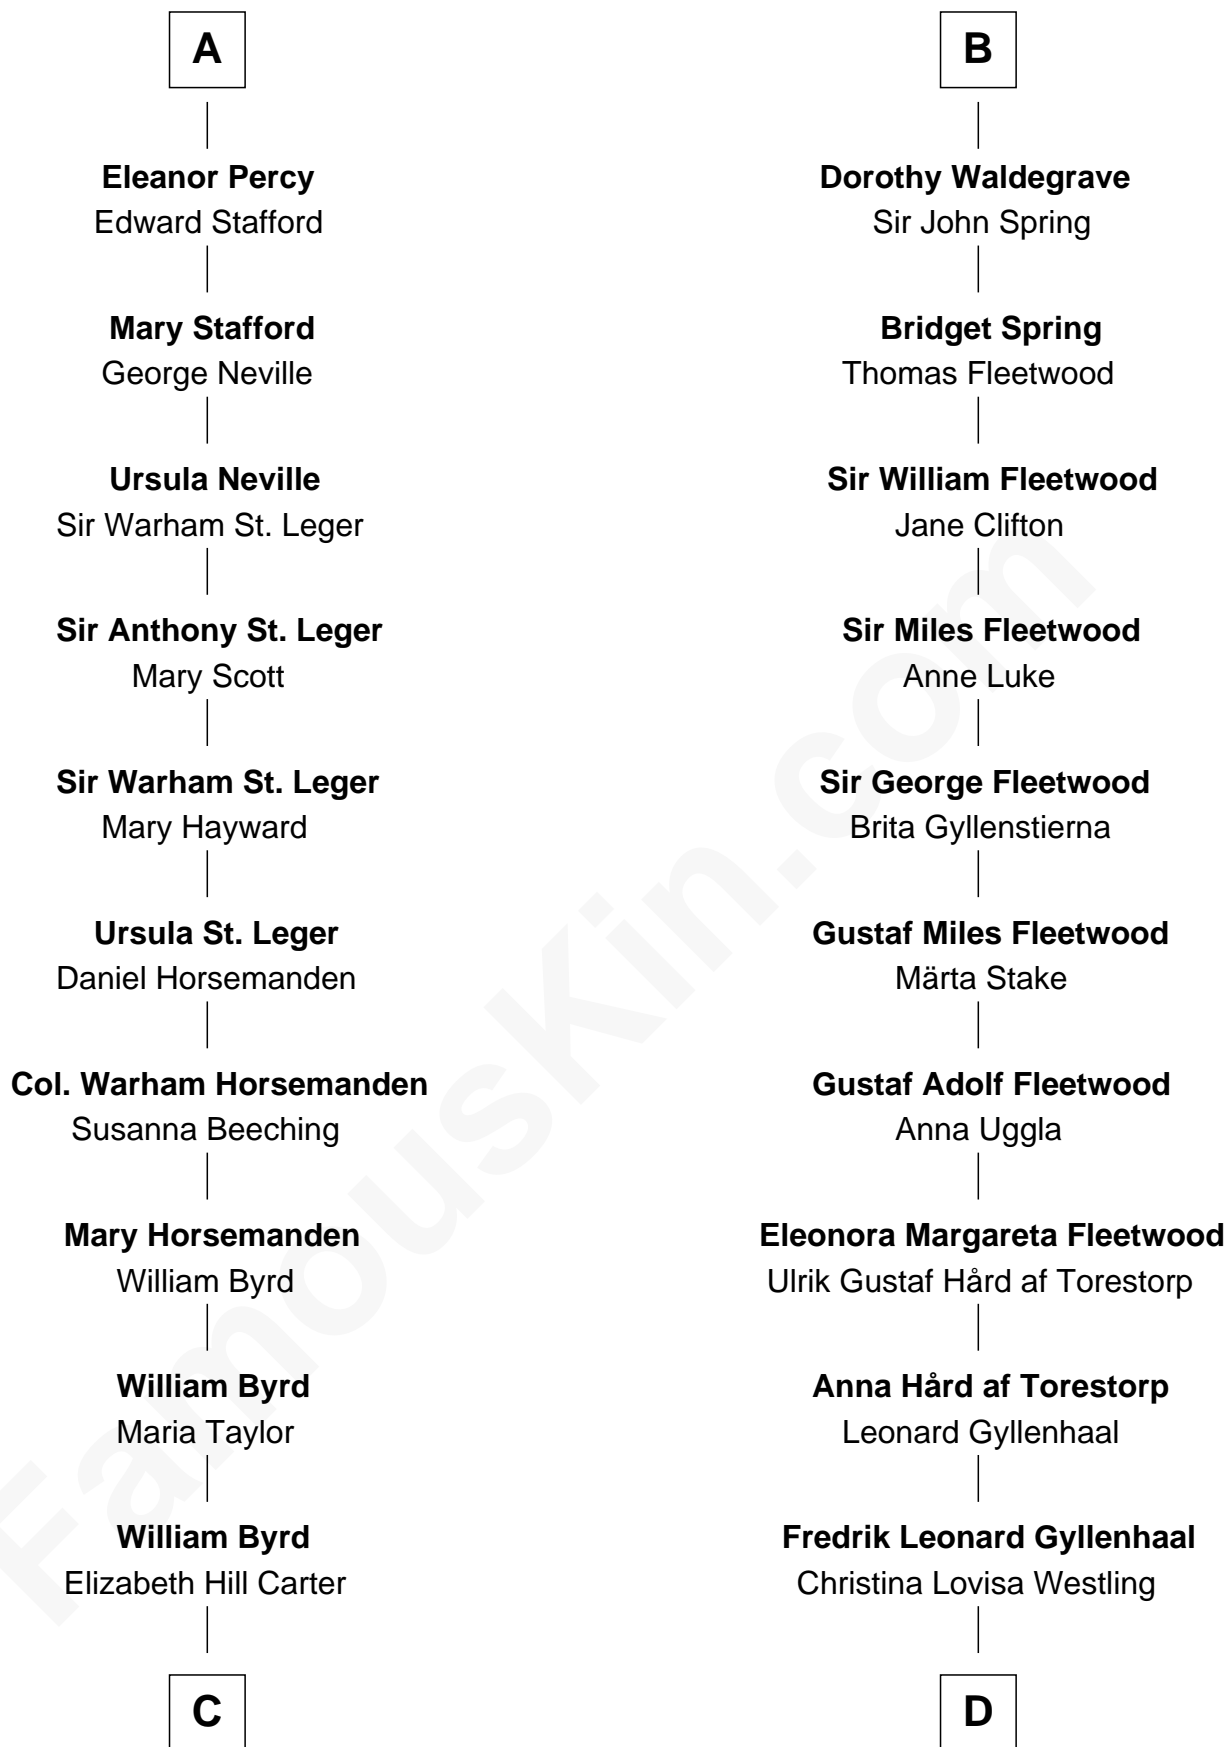 A
Eleanor Percy
Edward Stafford
Mary Stafford
George Neville
Ursula Neville
Sir Warham St. Leger
Sir Anthony St. Leger
Mary Scott
Sir Warham St. Leger
Mary Hayward
Ursula St. Leger
Daniel Horsemanden
Col. Warham Horsemanden
Susanna Beeching
Mary Horsemanden
William Byrd
William Byrd
Maria Taylor
William Byrd
Elizabeth Hill Carter
C
B
Dorothy Waldegrave
Sir John Spring
Bridget Spring
Thomas Fleetwood
Sir William Fleetwood
Jane Clifton
Sir Miles Fleetwood
Anne Luke
Sir George Fleetwood
Brita Gyllenstierna
Gustaf Miles Fleetwood
Märta Stake
Gustaf Adolf Fleetwood
Anna Uggla
Eleonora Margareta Fleetwood
Ulrik Gustaf Hård af Torestorp
Anna Hård af Torestorp
Leonard Gyllenhaal
Fredrik Leonard Gyllenhaal
Christina Lovisa Westling
D
FamousKin.com